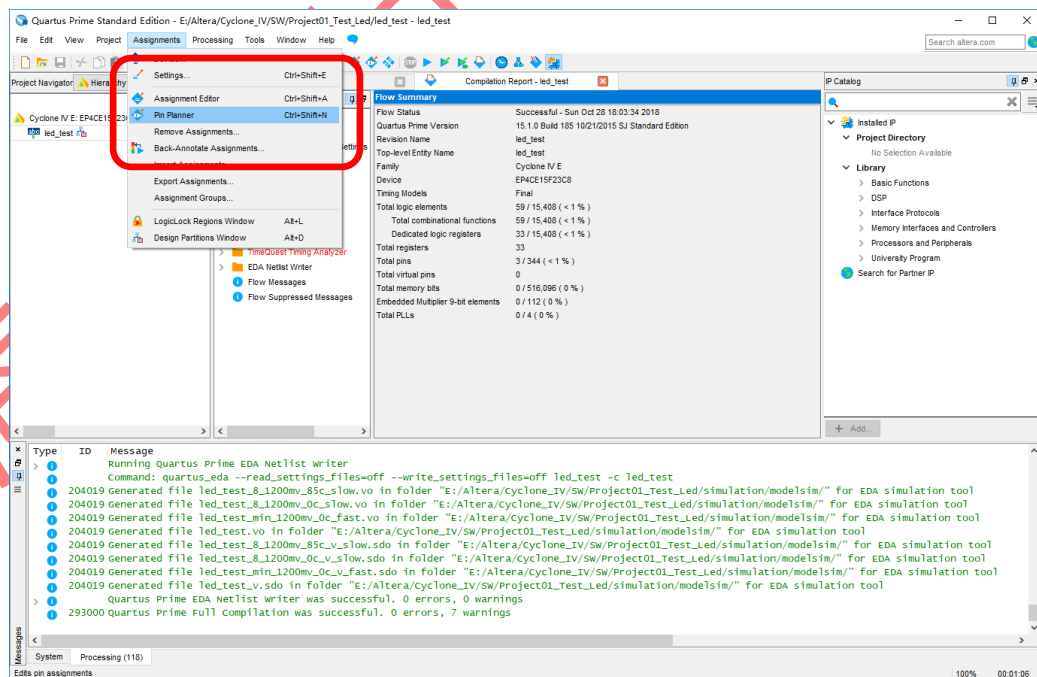 Quartus Prime Standard Edition - E:/Altera/Cyclone_IV/SW/Project01_Test_Led/led_test - led_test
File Edit View Project Assignments Processing Tools Window Help
Search altera.com
Settings... Ctrl+Shift+E
Assignment Editor Ctrl+Shift+A
Pin Planner Ctrl+Shift+N
Remove Assignments...
Back-Annotate Assignments...
Export Assignments...
Assignment Groups...
LogicLock Regions Window Alt+L
Design Partitions Window Alt+D
Project Navigator Hierarchy
Cyclone IV E: EP4CE15F23C8
led_test
TimeQuest Timing Analyzer
EDA Netlist Writer
Flow Messages
Flow Suppressed Messages
Compilation Report - led_test
Flow Summary
Flow Status Successful - Sun Oct 28 18:03:34 2018
Quartus Prime Version 15.1.0 Build 185 10/21/2015 SJ Standard Edition
Revision Name led_test
Top-level Entity Name led_test
Family Cyclone IV E
Device EP4CE15F23C8
Timing Models Final
Total logic elements 59 / 15,408 ( < 1 % )
Total combinational functions 59 / 15,408 ( < 1 % )
Dedicated logic registers 33 / 15,408 ( < 1 % )
Total registers 33
Total pins 3 / 344 ( < 1 % )
Total virtual pins 0
Total memory bits 0 / 516,096 ( 0 % )
Embedded Multiplier 9-bit elements 0 / 112 ( 0 % )
Total PLLs 0 / 4 ( 0 % )
IP Catalog
Installed IP
Project Directory
No Selection Available
Library
Basic Functions
DSP
Interface Protocols
Memory Interfaces and Controllers
Processors and Peripherals
University Program
Search for Partner IP
+ Add...
Type ID Message
Running Quartus Prime EDA Netlist Writer
Command: quartus_eda --read_settings_files=off --write_settings_files=off led_test -c led_test
204019 Generated file led_test_8_1200mv_85c_slow.vo in folder "E:/Altera/Cyclone_IV/SW/Project01_Test_Led/simulation/modelsim/" for EDA simulation tool
204019 Generated file led_test_8_1200mv_0c_slow.vo in folder "E:/Altera/Cyclone_IV/SW/Project01_Test_Led/simulation/modelsim/" for EDA simulation tool
204019 Generated file led_test_min_1200mv_0c_fast.vo in folder "E:/Altera/Cyclone_IV/SW/Project01_Test_Led/simulation/modelsim/" for EDA simulation tool
204019 Generated file led_test.vo in folder "E:/Altera/Cyclone_IV/SW/Project01_Test_Led/simulation/modelsim/" for EDA simulation tool
204019 Generated file led_test_8_1200mv_85c_v_slow.sdo in folder "E:/Altera/Cyclone_IV/SW/Project01_Test_Led/simulation/modelsim/" for EDA simulation tool
204019 Generated file led_test_8_1200mv_0c_v_slow.sdo in folder "E:/Altera/Cyclone_IV/SW/Project01_Test_Led/simulation/modelsim/" for EDA simulation tool
204019 Generated file led_test_min_1200mv_0c_v_fast.sdo in folder "E:/Altera/Cyclone_IV/SW/Project01_Test_Led/simulation/modelsim/" for EDA simulation tool
204019 Generated file led_test_v.sdo in folder "E:/Altera/Cyclone_IV/SW/Project01_Test_Led/simulation/modelsim/" for EDA simulation tool
Quartus Prime EDA Netlist Writer was successful. 0 errors, 0 warnings
293000 Quartus Prime Full Compilation was successful. 0 errors, 7 warnings
Messages
System Processing (118)
Edits pin assignments 100% 00:01:06